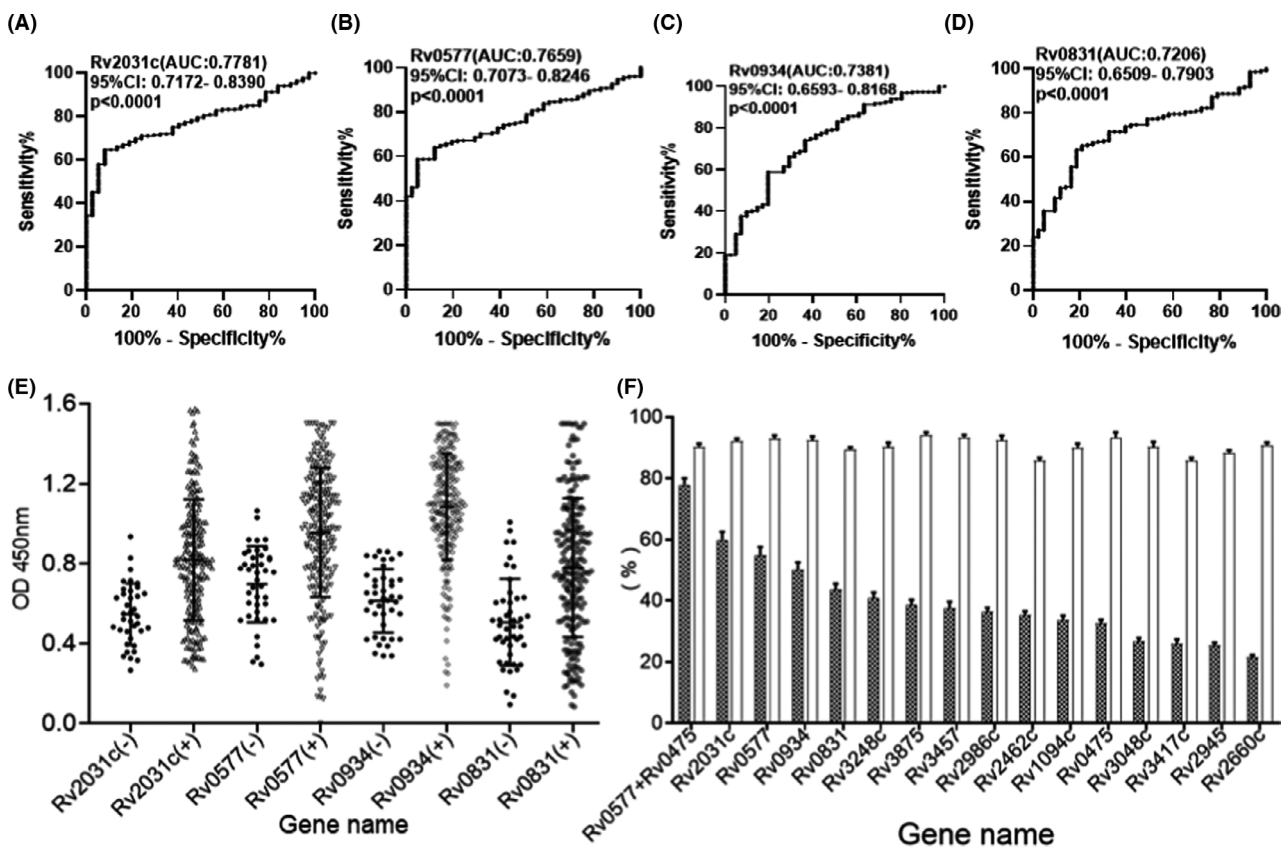 (A)
Rv2031c(AUC:0.7781)
95%CI: 0.7172- 0.8390
p<0.0001
Sensitivity%
100
80
60
40
20
0
0 20 40 60 80 100
100% - Specificity%
(B)
Rv0577(AUC:0.7659)
95%CI: 0.7073- 0.8246
p<0.0001
Sensitivity%
100
80
60
40
20
0
0 20 40 60 80 100
100% - Specificity%
(C)
Rv0934(AUC:0.7381)
95%CI: 0.6593- 0.8168
p<0.0001
Sensitivity%
100
80
60
40
20
0
0 20 40 60 80 100
100% - Specificity%
(D)
Rv0831(AUC:0.7206)
95%CI: 0.6509- 0.7903
p<0.0001
Sensitivity%
100
80
60
40
20
0
0 20 40 60 80 100
100% - Specificity%
(E)
OD 450nm
1.6
1.2
0.8
0.4
0.0
Rv2031c(-)
Rv2031c(+)
Rv0577(-)
Rv0577(+)
Rv0934(-)
Rv0934(+)
Rv0831(-)
Rv0831(+)
Gene name
(F)
(%)
100
80
60
40
20
0
Rv0577+Rv0475
Rv2031c
Rv0577
Rv0934
Rv0831
Rv3248c
Rv3875
Rv3457
Rv2986c
Rv2462c
Rv1094c
Rv0475
Rv3048c
Rv3417c
Rv2945
Rv2660c
Gene name